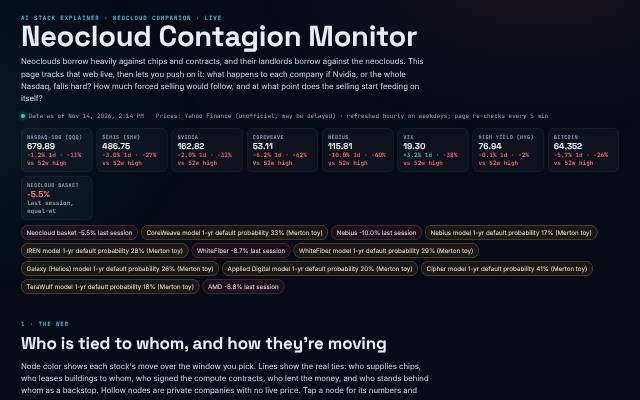 AI STACK EXPLAINER · NEOCLOUD COMPANION · LIVE
Neocloud Contagion Monitor
Neoclouds borrow heavily against chips and contracts, and their landlords borrow against the neoclouds. This
page tracks that web live, then lets you push on it: what happens to each company if Nvidia, or the whole
Nasdaq, falls hard? How much forced selling would follow, and at what point does the selling start feeding on
itself?
Data as of Nov 14, 2026, 2:14 PM Prices: Yahoo Finance (unofficial, may be delayed) · refreshed hourly on weekdays; page re-checks every 5 min
NASDAQ-100 (QQQ)
679.89
-1.2% 1d · -11%
vs 52w high
SEMIS (SMH)
486.75
-3.0% 1d · -27%
vs 52w high
NVIDIA
162.82
-2.0% 1d · -32%
vs 52w high
COREWEAVE
53.11
-6.2% 1d · -62%
vs 52w high
NEBIUS
115.81
-10.0% 1d · -60%
vs 52w high
VIX
19.30
+3.2% 1d · -38%
vs 52w high
HIGH YIELD (HYG)
76.94
-0.1% 1d · -2%
vs 52w high
BITCOIN
64,352
-5.7% 1d · -26%
vs 52w high
NEOCLOUD BASKET
-5.5%
last session,
equal-wt
Neocloud basket -5.5% last session
CoreWeave model 1-yr default probability 33% (Merton toy)
Nebius -10.0% last session
Nebius model 1-yr default probability 17% (Merton toy)
IREN model 1-yr default probability 28% (Merton toy)
WhiteFiber -8.7% last session
WhiteFiber model 1-yr default probability 29% (Merton toy)
Galaxy (Helios) model 1-yr default probability 26% (Merton toy)
Applied Digital model 1-yr default probability 20% (Merton toy)
Cipher model 1-yr default probability 41% (Merton toy)
TeraWulf model 1-yr default probability 18% (Merton toy)
AMD -8.8% last session
1 · THE WEB
Who is tied to whom, and how they're moving
Node color shows each stock's move over the window you pick. Lines show the real ties: who supplies chips,
who leases buildings to whom, who signed the compute contracts, who lent the money, and who stands behind
whom as a backstop. Hollow nodes are private companies with no live price. Tap a node for its numbers and